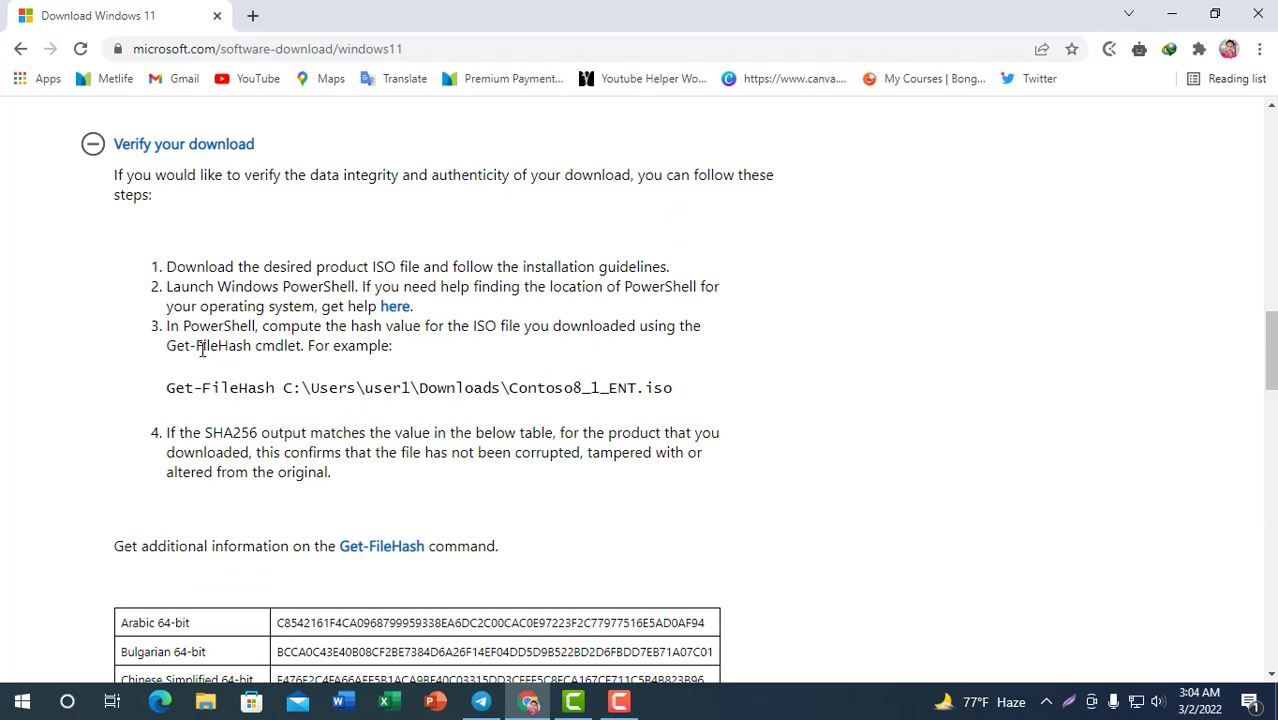 Download Windows 11
microsoft.com/software-download/windows11
Apps Metlife Gmail YouTube Maps Translate Premium Payment... Youtube Helper Wo... https://www.canva... My Courses | Bong... Twitter Reading list
Verify your download
If you would like to verify the data integrity and authenticity of your download, you can follow these
steps:
1. Download the desired product ISO file and follow the installation guidelines.
2. Launch Windows PowerShell. If you need help finding the location of PowerShell for
your operating system, get help here.
3. In PowerShell, compute the hash value for the ISO file you downloaded using the
Get-FileHash cmdlet. For example:
Get-FileHash C:\Users\user1\Downloads\Contoso8_1_ENT.iso
4. If the SHA256 output matches the value in the below table, for the product that you
downloaded, this confirms that the file has not been corrupted, tampered with or
altered from the original.
Get additional information on the Get-FileHash command.
Arabic 64-bit C8542161F4CA0968799959338EA6DC2C00CAC0E97223F2C77977516E5AD0AF94
Bulgarian 64-bit BCCA0C43E40B08CF2BE7384D6A26F14EF04DD5D9B522BD2D6FBDD7EB71A07C01
Chinese Simplified 64-bit
77°F Haze 3:04 AM
3/2/2022